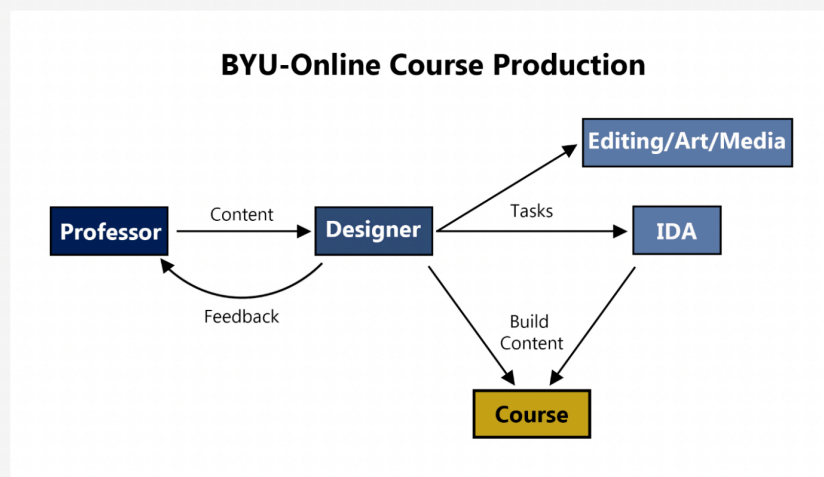 BYU-Online Course Production
Editing/Art/Media
Content
Tasks
Professor
Designer
IDA
Feedback
Build
Content
Course